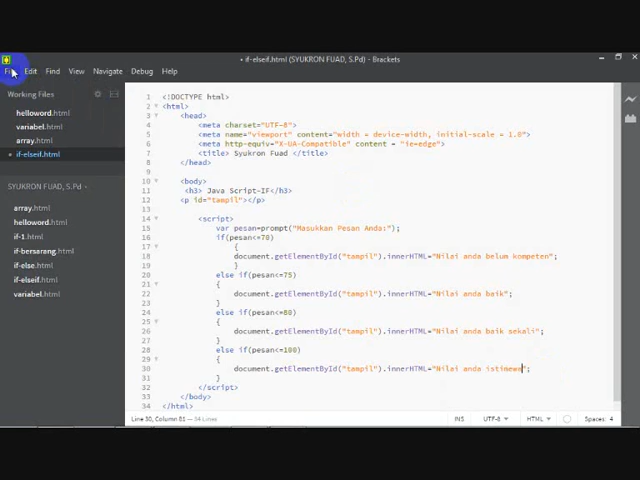 • if-elseif.html (SYUKRON FUAD, S.Pd) - Brackets
Edit Find View Navigate Debug Help
Working Files
helloword.html
variabel.html
array.html
if-elseif.html
SYUKRON FUAD, S.Pd
array.html
helloword.html
if-1.html
if-bersarang.html
if-else.html
if-elseif.html
variabel.html
1 <!DOCTYPE html>
2 <html>
3 <head>
4 <meta charset="UTF-8">
5 <meta name="viewport" content="width = device-width, initial-scale = 1.0">
6 <meta http-equiv="X-UA-Compatible" content = "ie=edge">
7 <title> Syukron Fuad </title>
8 </head>
9
10 <body>
11 <h3> Java Script-IF</h3>
12 <p id="tampil"></p>
13
14 <script>
15 var pesan=prompt("Masukkan Pesan Anda:");
16 if(pesan<=70)
17 {
18 document.getElementById("tampil").innerHTML="Nilai anda belum kompeten";
19 }
20 else if(pesan<=75)
21 {
22 document.getElementById("tampil").innerHTML="Nilai anda baik";
23 }
24 else if(pesan<=80)
25 {
26 document.getElementById("tampil").innerHTML="Nilai anda baik sekali";
27 }
28 else if(pesan<=100)
29 {
30 document.getElementById("tampil").innerHTML="Nilai anda istimewa";
31 }
32 </script>
33 </body>
34 </html>
Line 30, Column 61 — 34 Lines
INS UTF-8 HTML Spaces: 4